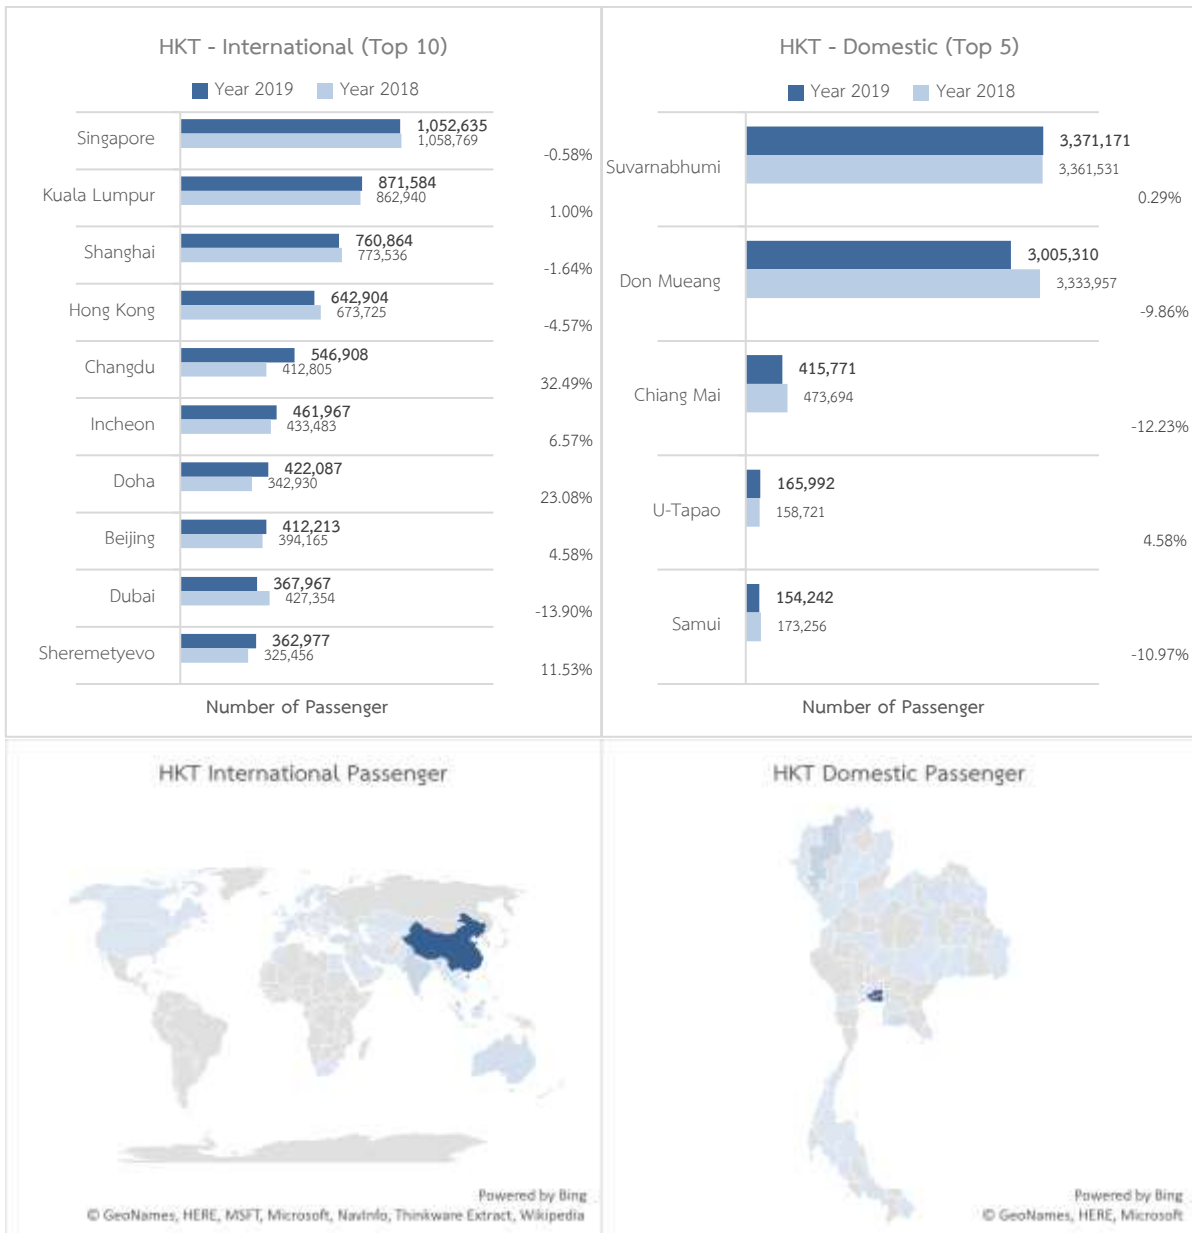 HKT - International (Top 10)
Year 2019 Year 2018
Singapore 1,052,635
1,058,769
-0.58%
Kuala Lumpur 871,584
862,940
1.00%
Shanghai 760,864
773,536
-1.64%
Hong Kong 642,904
673,725
-4.57%
Changdu 546,908
412,805
32.49%
Incheon 461,967
433,483
6.57%
Doha 422,087
342,930
23.08%
Beijing 412,213
394,165
4.58%
Dubai 367,967
427,354
-13.90%
Sheremetyevo 362,977
325,456
11.53%
Number of Passenger
HKT - Domestic (Top 5)
Year 2019 Year 2018
Suvarnabhumi 3,371,171
3,361,531
0.29%
Don Mueang 3,005,310
3,333,957
-9.86%
Chiang Mai 415,771
473,694
-12.23%
U-Tapao 165,992
158,721
4.58%
Samui 154,242
173,256
-10.97%
Number of Passenger
HKT International Passenger
Powered by Bing
© GeoNames, HERE, MSFT, Microsoft, NavInfo, Thinkware Extract, Wikipedia
HKT Domestic Passenger
Powered by Bing
© GeoNames, HERE, Microsoft